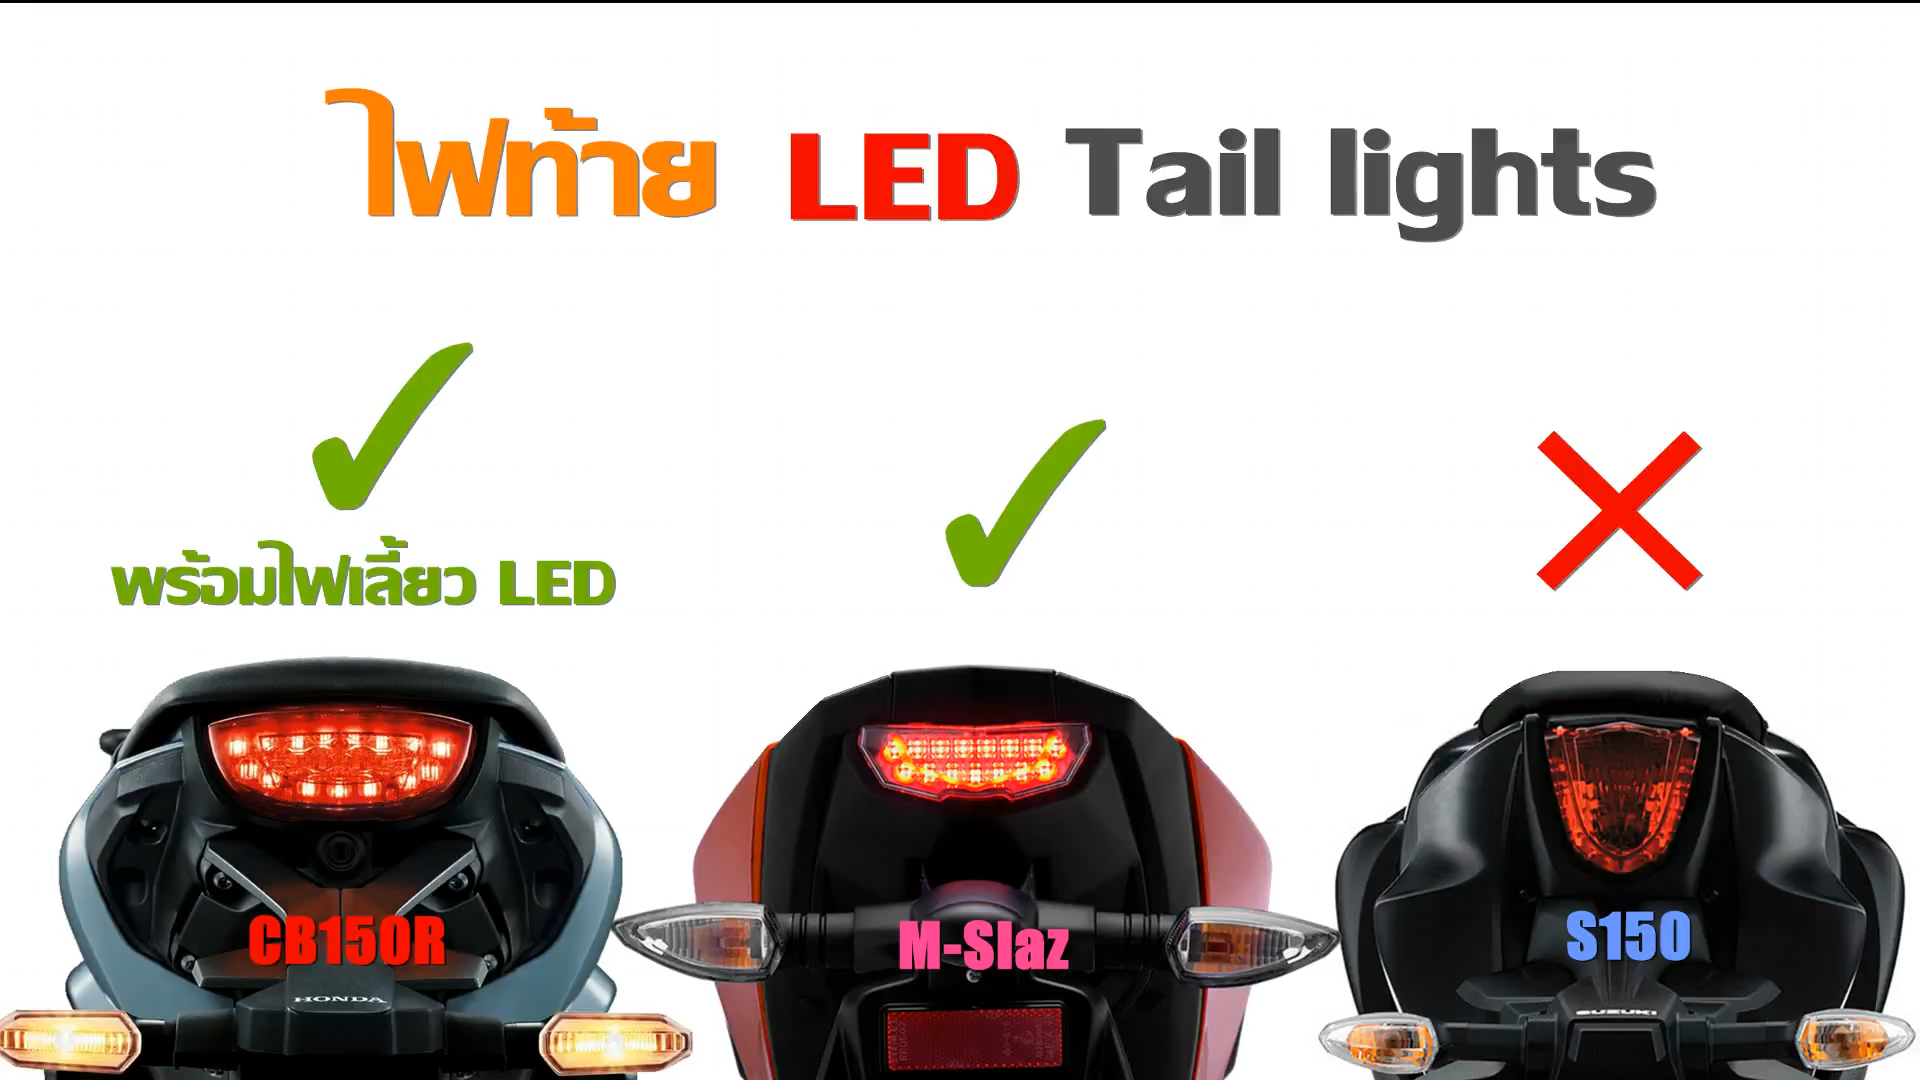 ไฟท้าย LED Tail lights
พร้อมไฟเลี้ยว LED
CB150R
M-Slaz
S150
HONDA
SUZUKI